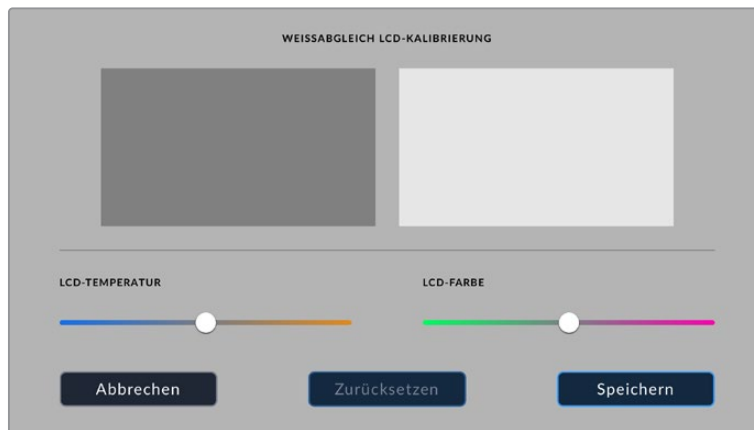 WEISSABGLEICH LCD-KALIBRIERUNG
LCD-TEMPERATUR
LCD-FARBE
Abbrechen
Zurücksetzen
Speichern